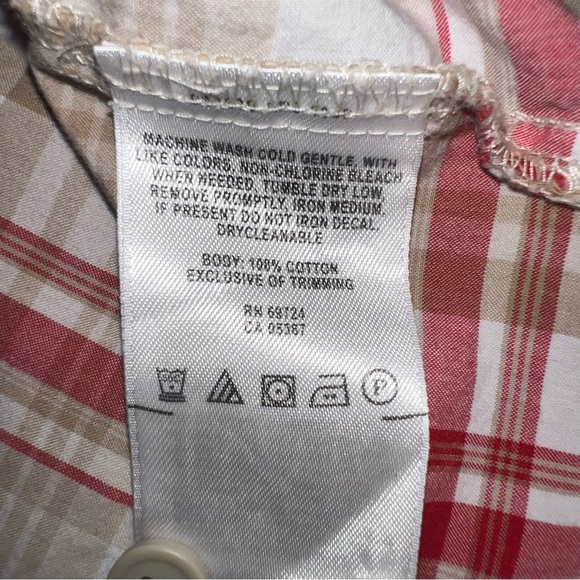 MACHINE WASH COLD GENTLE, WITH
LIKE COLORS, NON-CHLORINE BLEACH
WHEN NEEDED, TUMBLE DRY LOW
REMOVE PROMPTLY, IRON MEDIUM.
IF PRESENT DO NOT IRON DECAL.
DRYCLEANABLE
BODY: 100% COTTON
EXCLUSIVE OF TRIMMING
RN 69724
CA 05367
P